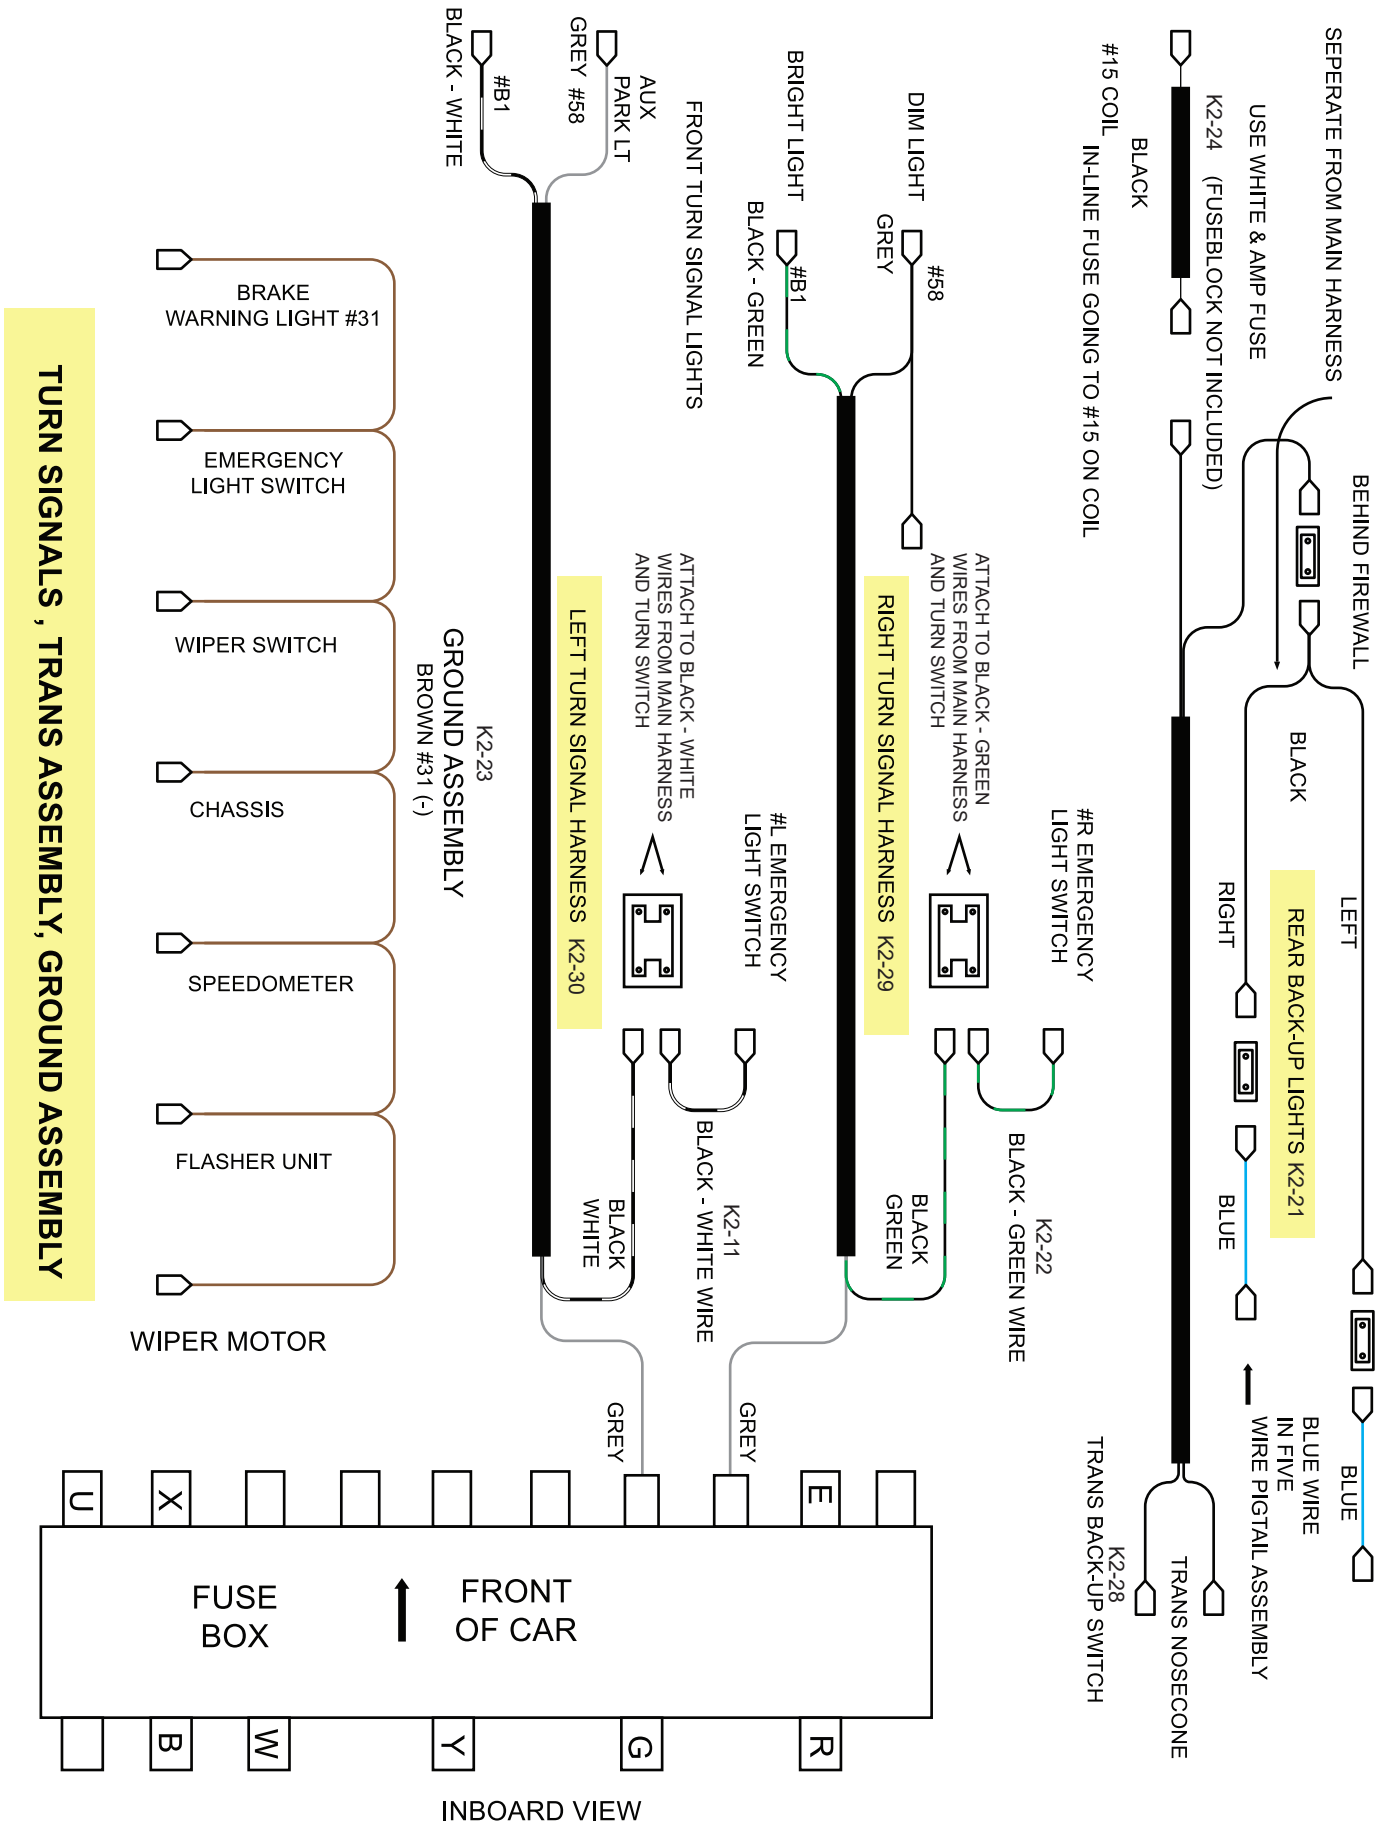 SEPERATE FROM MAIN HARNESS
BEHIND FIREWALL
USE WHITE & AMP FUSE
K2-24 (FUSEBLOCK NOT INCLUDED)
BLACK
#15 COIL
IN-LINE FUSE GOING TO #15 ON COIL
BLACK
LEFT
RIGHT
REAR BACK-UP LIGHTS K2-21
BLUE
BLUE
BLUE WIRE
IN FIVE
WIRE PIGTAIL ASSEMBLY
TRANS NOSECONE
K2-28
TRANS BACK-UP SWITCH
DIM LIGHT
#58
GREY
BRIGHT LIGHT
#B1
BLACK - GREEN
ATTACH TO BLACK - GREEN
WIRES FROM MAIN HARNESS
AND TURN SWITCH
RIGHT TURN SIGNAL HARNESS K2-29
#R EMERGENCY
LIGHT SWITCH
K2-22
BLACK - GREEN WIRE
BLACK
GREEN
FRONT TURN SIGNAL LIGHTS
AUX
PARK LT
GREY #58
#B1
BLACK - WHITE
ATTACH TO BLACK - WHITE
WIRES FROM MAIN HARNESS
AND TURN SWITCH
LEFT TURN SIGNAL HARNESS K2-30
#L EMERGENCY
LIGHT SWITCH
K2-11
BLACK - WHITE WIRE
BLACK
WHITE
GREY
GREY
K2-23
GROUND ASSEMBLY
BROWN #31 (-)
BRAKE
WARNING LIGHT #31
EMERGENCY
LIGHT SWITCH
WIPER SWITCH
CHASSIS
SPEEDOMETER
FLASHER UNIT
WIPER MOTOR
TURN SIGNALS , TRANS ASSEMBLY, GROUND ASSEMBLY
U
X
E
FUSE
BOX
FRONT
OF CAR
B
W
Y
G
R
INBOARD VIEW